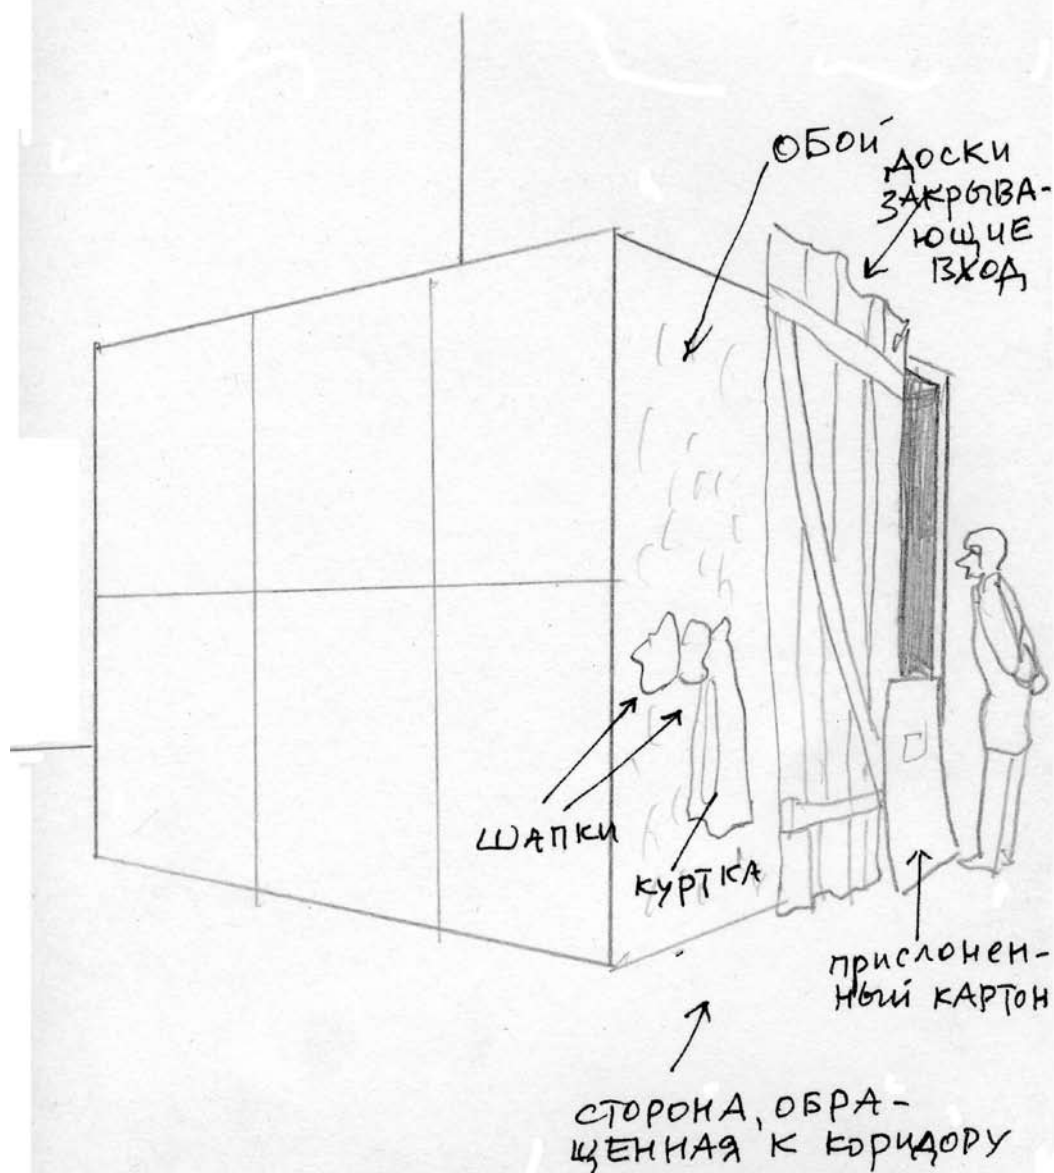 ОБОИ
ДОСКИ
ЗАКРЫВА-
ЮЩИЕ
ВХОД
ШАПКИ
КУРТКА
прислонен-
ный КАРТОН
СТОРОНА, ОБРА-
ЩЕННАЯ К КОРИДОРУ